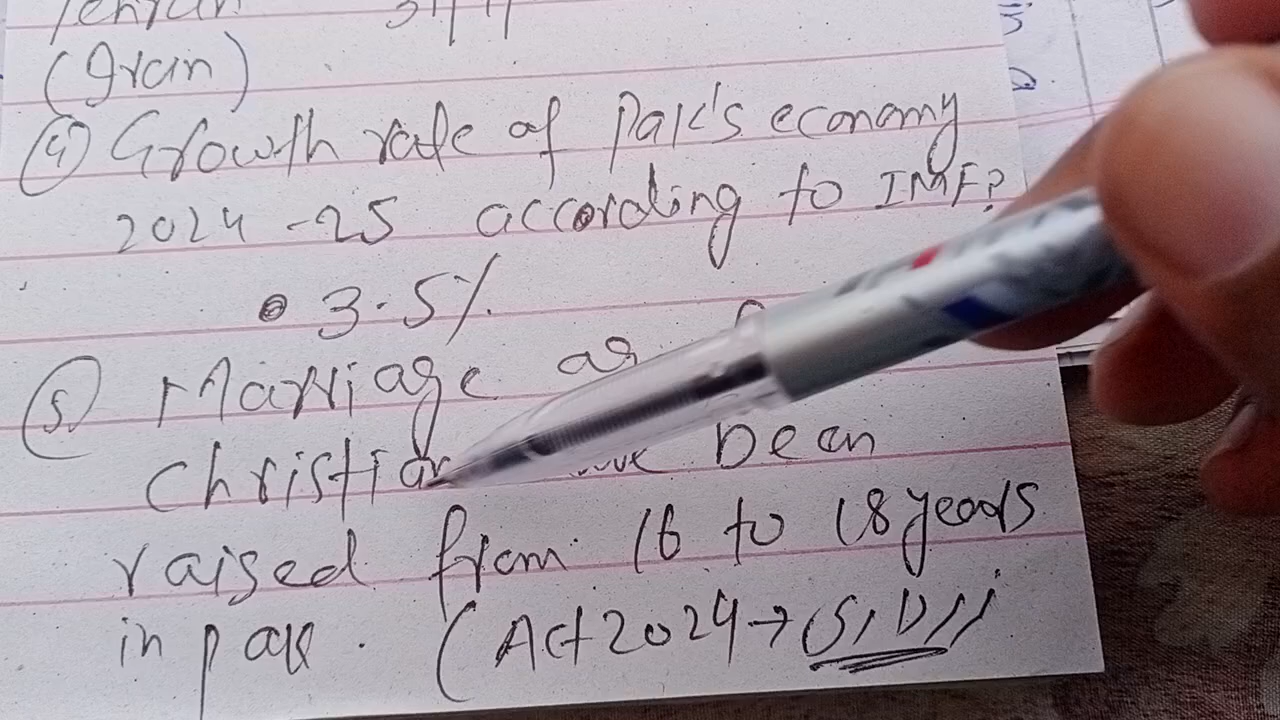 (Iran)
④ Growth rate of Pak's economy
2024 -25 according to IMF?
• 3.5%
⑤ Marriage
Christian been
raised from 16 to 18 years
in pak. (Act 2024→
in a